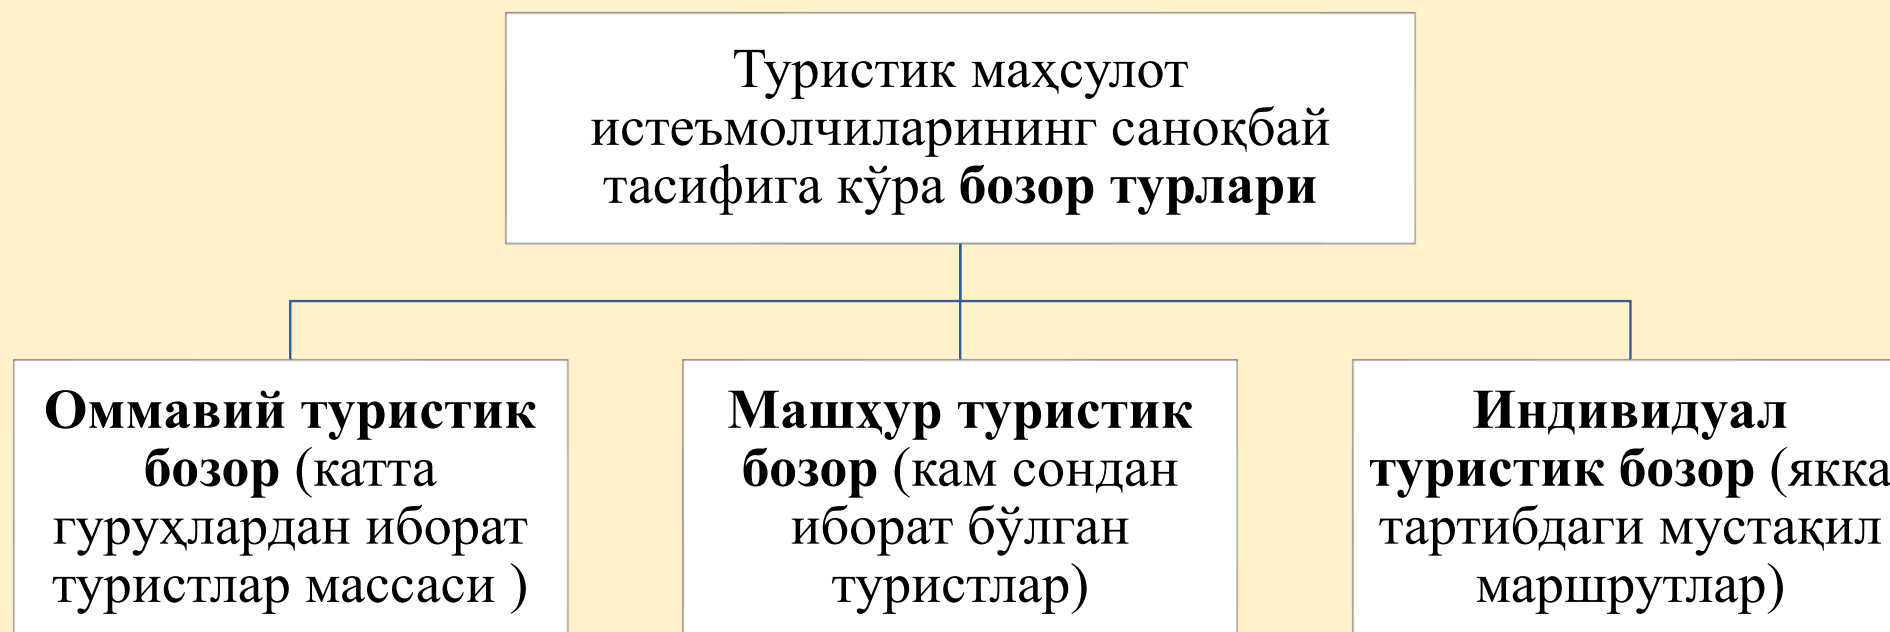 Туристик маҳсулот
истеъмолчиларининг саноқбай
тасифига кўра бозор турлари
Оммавий туристик
бозор (катта
гуруҳлардан иборат
туристлар массаси )
Машҳур туристик
бозор (кам сондан
иборат бўлган
туристлар)
Индивидуал
туристик бозор (якка
тартибдаги мустақил
маршрутлар)